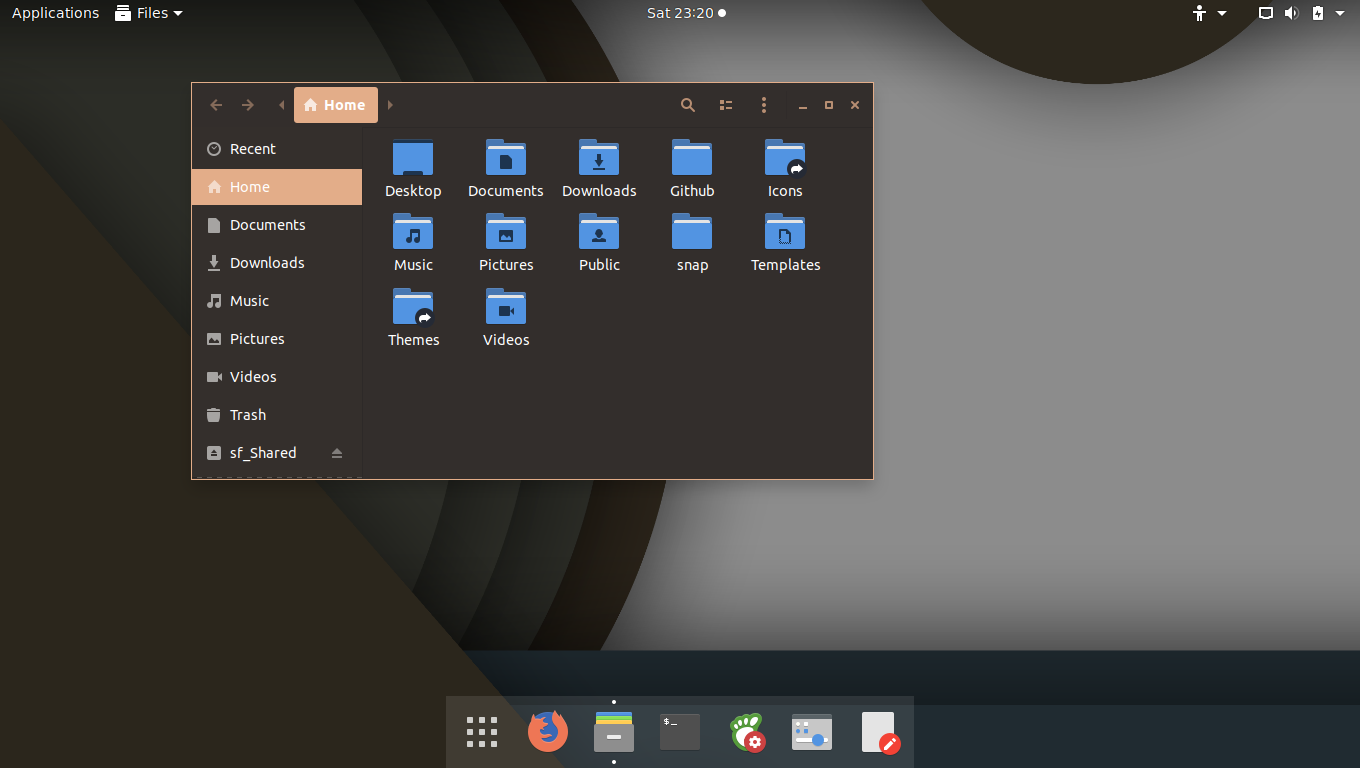 Applications Files Sat 23:20
Home
Recent
Home
Documents
Downloads
Music
Pictures
Videos
Trash
sf_Shared
Desktop Documents Downloads Github Icons
Music Pictures Public snap Templates
Themes Videos
$_